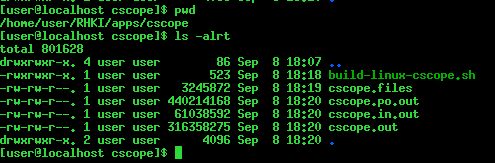 [user@localhost cscope]$ pwd
/home/user/RHKI/apps/cscope
[user@localhost cscope]$ ls -alrt
total 801628
drwxrwxr-x. 4 user user        86 Sep  8 18:07 ..
-rwxrwxr-x. 1 user user       523 Sep  8 18:18 build-linux-cscope.sh
-rw-rw-r--. 1 user user   3245872 Sep  8 18:19 cscope.files
-rw-rw-r--. 1 user user 440214168 Sep  8 18:20 cscope.po.out
-rw-rw-r--. 1 user user  61038592 Sep  8 18:20 cscope.in.out
-rw-rw-r--. 1 user user 316358275 Sep  8 18:20 cscope.out
drwxrwxr-x. 2 user user      4096 Sep  8 18:20 .
[user@localhost cscope]$